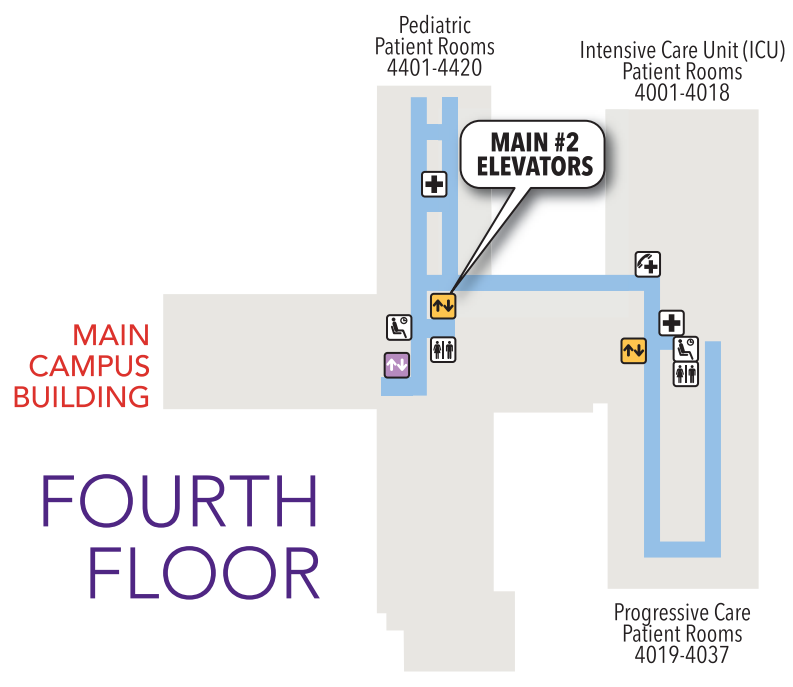 Pediatric
Patient Rooms
4401-4420
Intensive Care Unit (ICU)
Patient Rooms
4001-4018
MAIN #2
ELEVATORS
MAIN
CAMPUS
BUILDING
FOURTH
FLOOR
Progressive Care
Patient Rooms
4019-4037